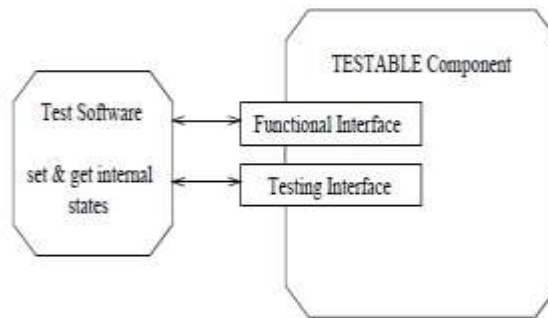 TESTABLE Component
Test Software
set & get internal
states
Functional Interface
Testing Interface